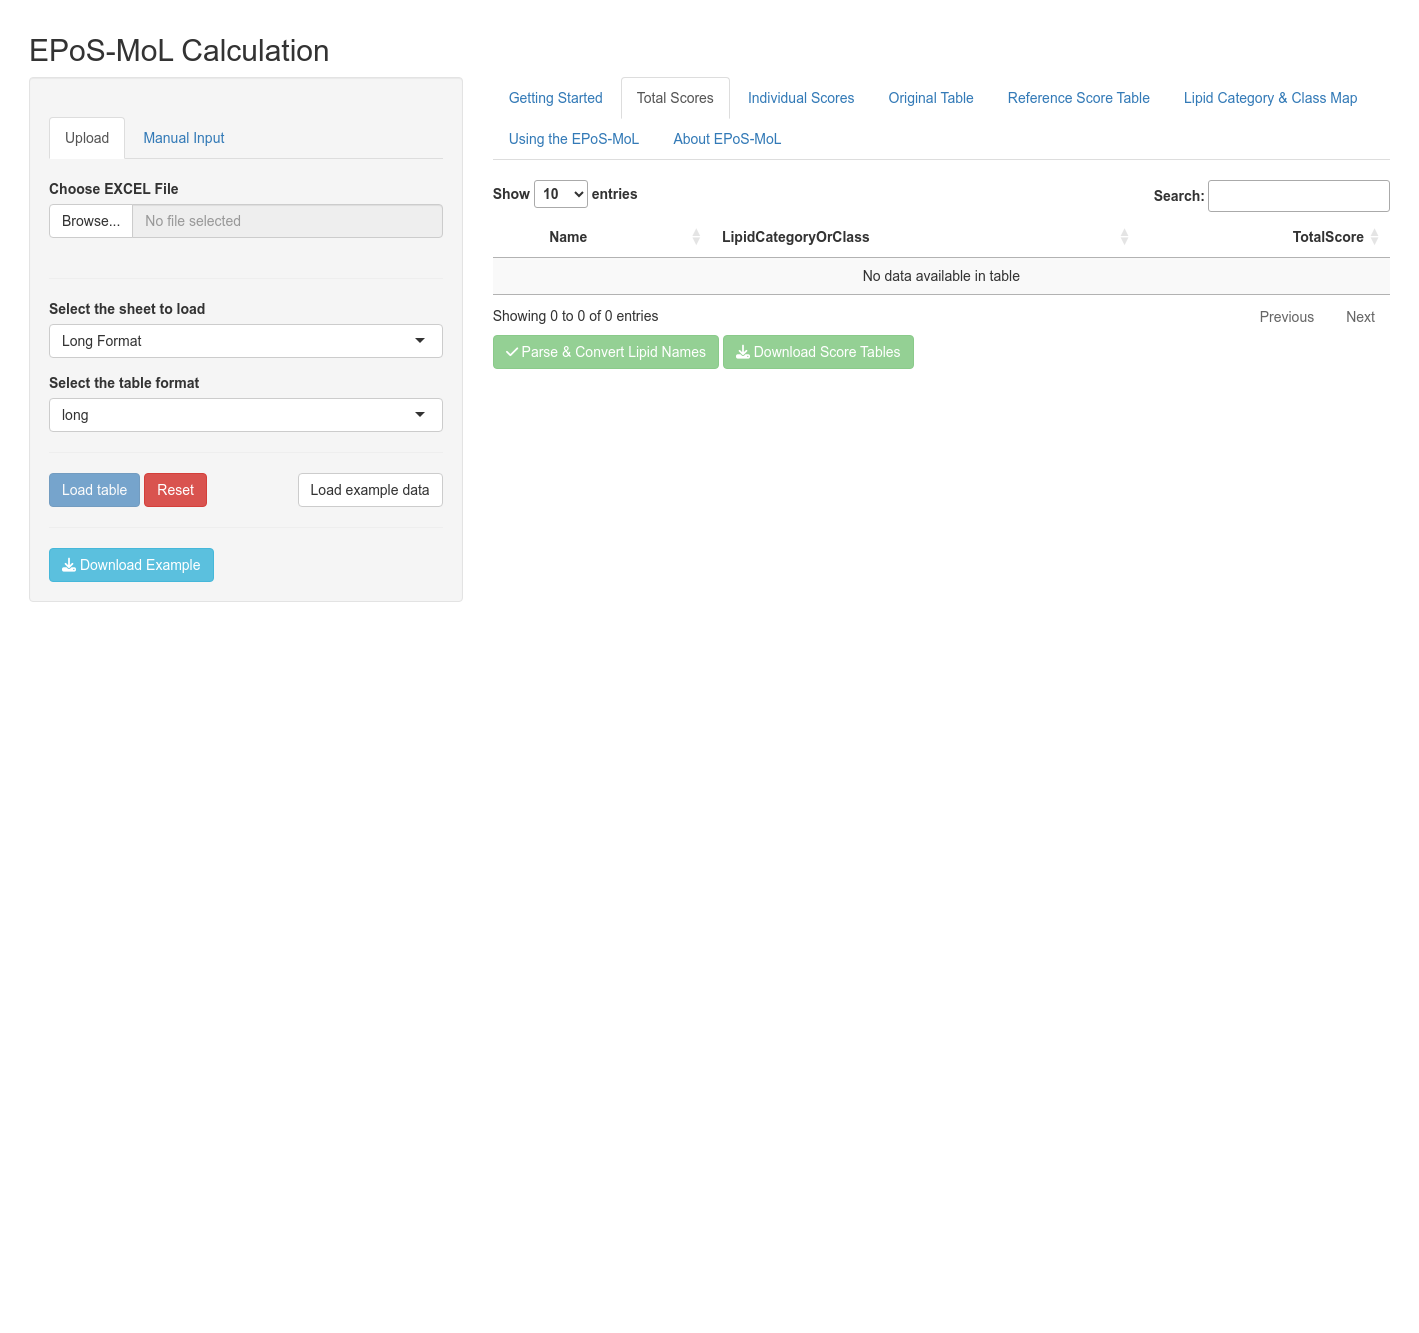 EPoS-MoL Calculation
Upload
Manual Input
Choose EXCEL File
Browse...
No file selected
Select the sheet to load
Long Format
Select the table format
long
Load table
Reset
Load example data
Download Example
Getting Started
Total Scores
Individual Scores
Original Table
Reference Score Table
Lipid Category & Class Map
Using the EPoS-MoL
About EPoS-MoL
Show 10 entries
Search:
Name
LipidCategoryOrClass
TotalScore
No data available in table
Showing 0 to 0 of 0 entries
Previous
Next
Parse & Convert Lipid Names
Download Score Tables